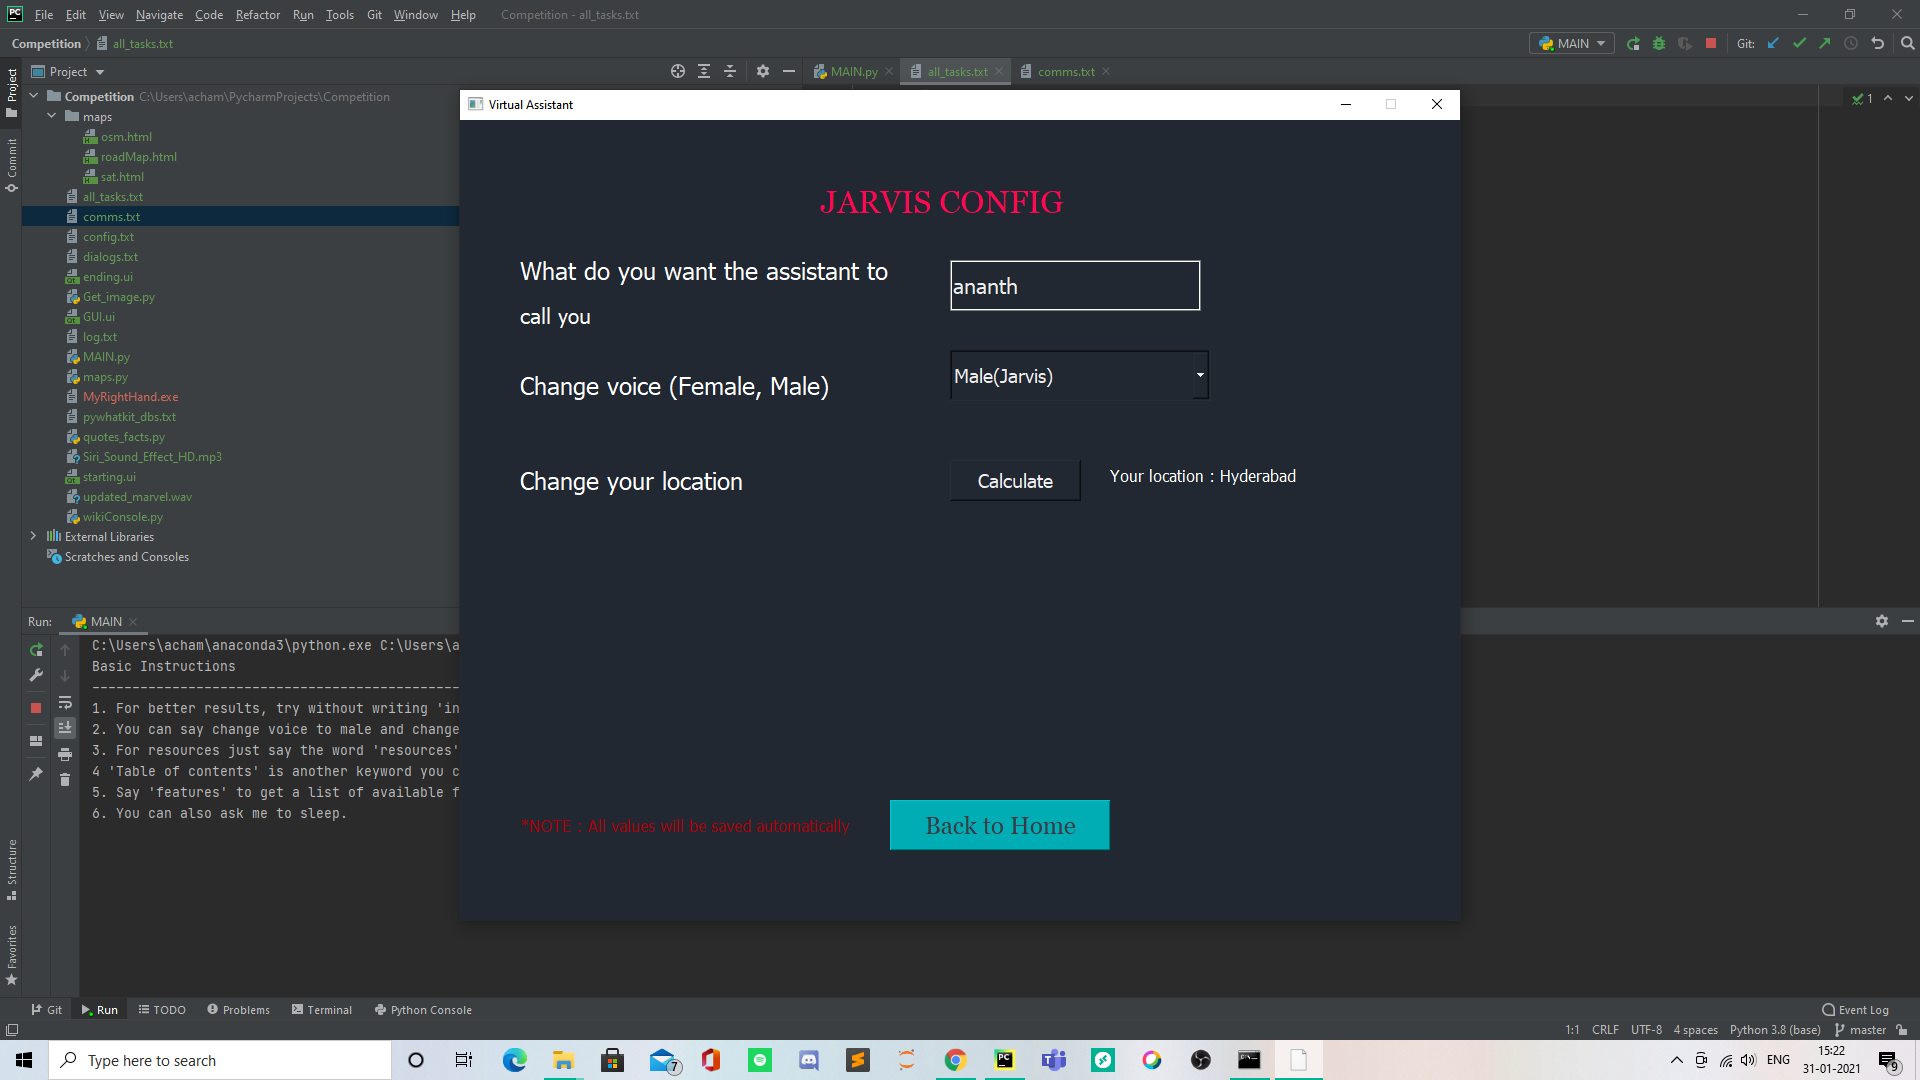 File Edit View Navigate Code Refactor Run Tools Git Window Help Competition - all_tasks.txt
Competition all_tasks.txt MAIN Git:
Project MAIN.py all_tasks.txt comms.txt
Project
Commit
Structure
Favorites
Competition C:\Users\acham\PycharmProjects\Competition
maps
osm.html
roadMap.html
sat.html
all_tasks.txt
comms.txt
config.txt
dialogs.txt
ending.ui
Get_image.py
GUI.ui
log.txt
MAIN.py
maps.py
MyRightHand.exe
pywhatkit_dbs.txt
quotes_facts.py
Siri_Sound_Effect_HD.mp3
starting.ui
updated_marvel.wav
wikiConsole.py
External Libraries
Scratches and Consoles
1
Virtual Assistant
JARVIS CONFIG
What do you want the assistant to
call you
ananth
Change voice (Female, Male)
Male(Jarvis)
Change your location
Calculate
Your location : Hyderabad
*NOTE : All values will be saved automatically
Back to Home
Run: MAIN
C:\Users\acham\anaconda3\python.exe C:\Users\a
Basic Instructions
----------------------------------------------
1. For better results, try without writing 'in
2. You can say change voice to male and change
3. For resources just say the word 'resources'
4 'Table of contents' is another keyword you c
5. Say 'features' to get a list of available f
6. You can also ask me to sleep.
Git Run TODO Problems Terminal Python Console Event Log
1:1 CRLF UTF-8 4 spaces Python 3.8 (base) master
Type here to search
7
ENG
15:22
31-01-2021
9